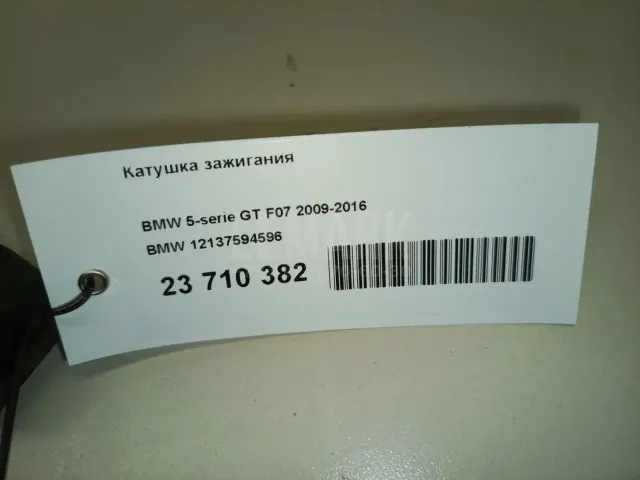 Катушка зажигания
BMW 5-serie GT F07 2009-2016
BMW 12137594596
23 710 382